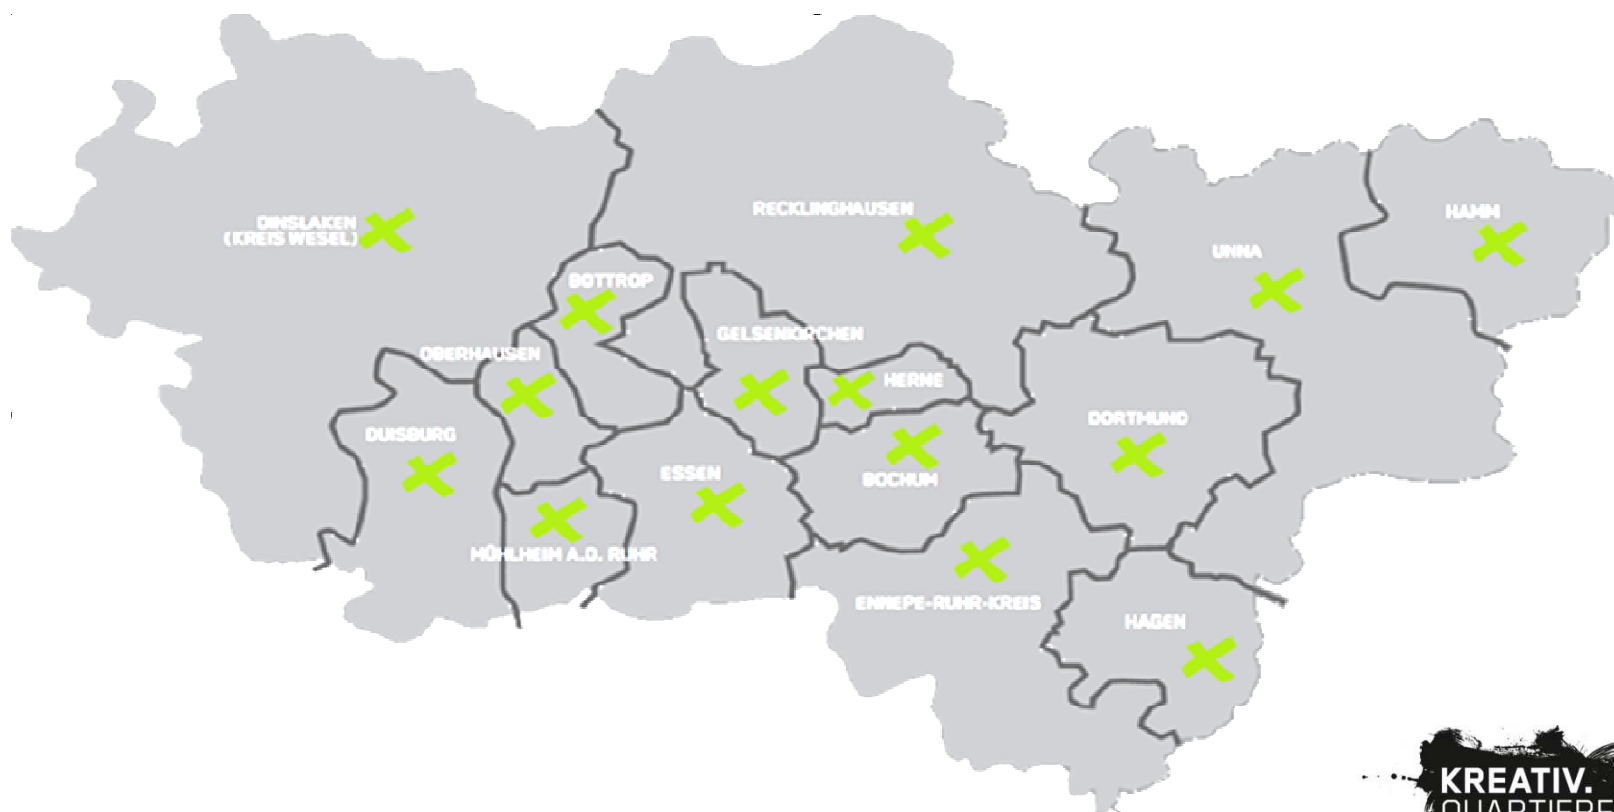 DINSLAKEN
(KREIS WESEL)
RECKLINGHAUSEN
HAMM
UNNA
BOTTROP
GELSENKIRCHEN
OBERHAUSEN
HERNE
DORTMUND
DUISBURG
ESSEN
BOCHUM
MÜHLHEIM A.D. RUHR
ENNEPE-RUHR-KREIS
HAGEN
KREATIV.
QUARTIERE